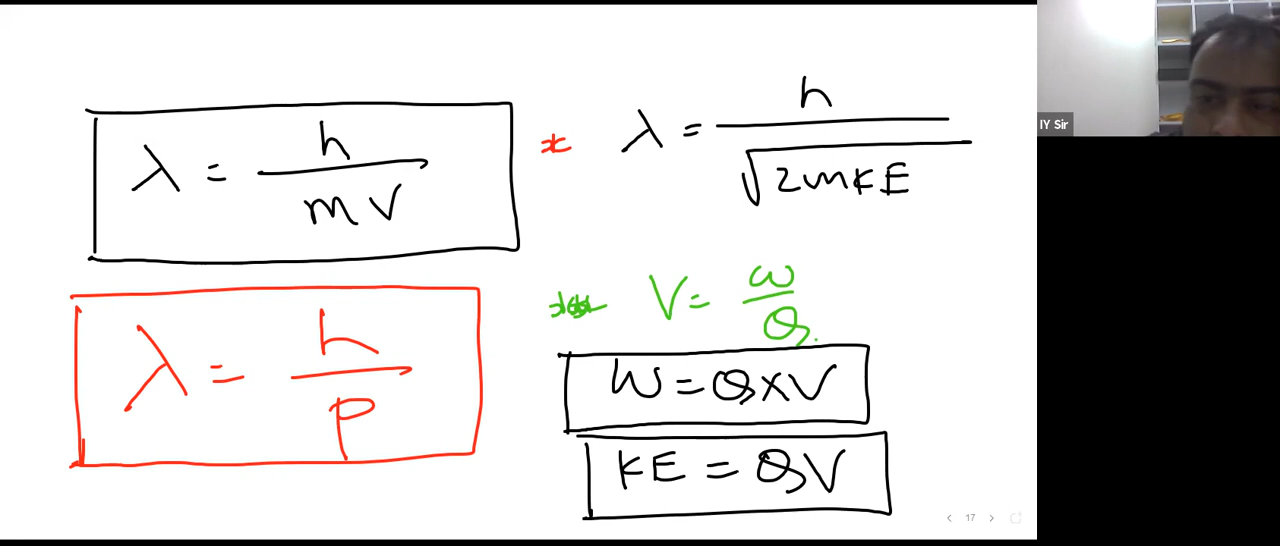 λ = h / mV
* λ = h / √2mKE
λ = h / p
V = W / Q
W = Q×V
KE = QV
IY Sir
< 17 >